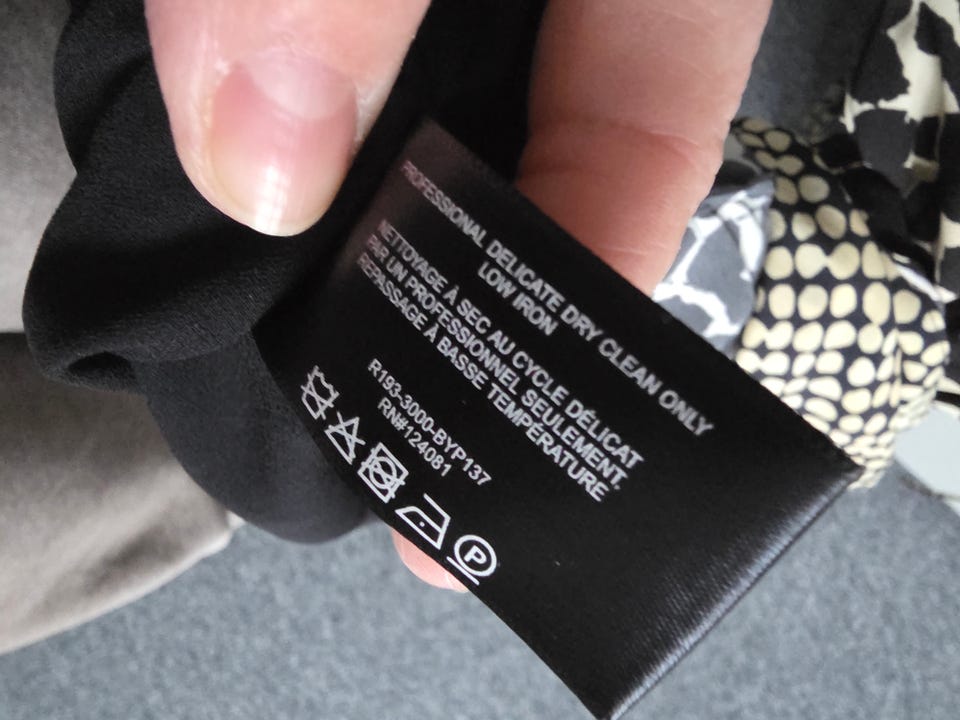 PROFESSIONAL DELICATE DRY CLEAN ONLY
LOW IRON
NETTOYAGE À SEC AU CYCLE DÉLICAT
PAR UN PROFESSIONNEL SEULEMENT.
REPASSAGE À BASSE TEMPÉRATURE
R193-3000-BYP137
RN#124081
P